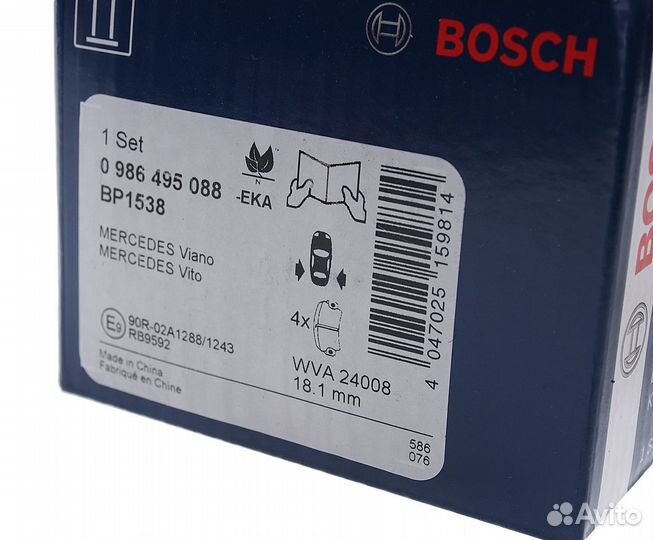 BOSCH
1 Set
0 986 495 088
-EKA
BP1538
N
MERCEDES Viano
MERCEDES Vito
4x
E9
90R-02A1288/1243
RB9592
Made in China
Fabriqué en Chine
WVA 24008
18.1 mm
4 047025 159814
586
076
BOS
Avito